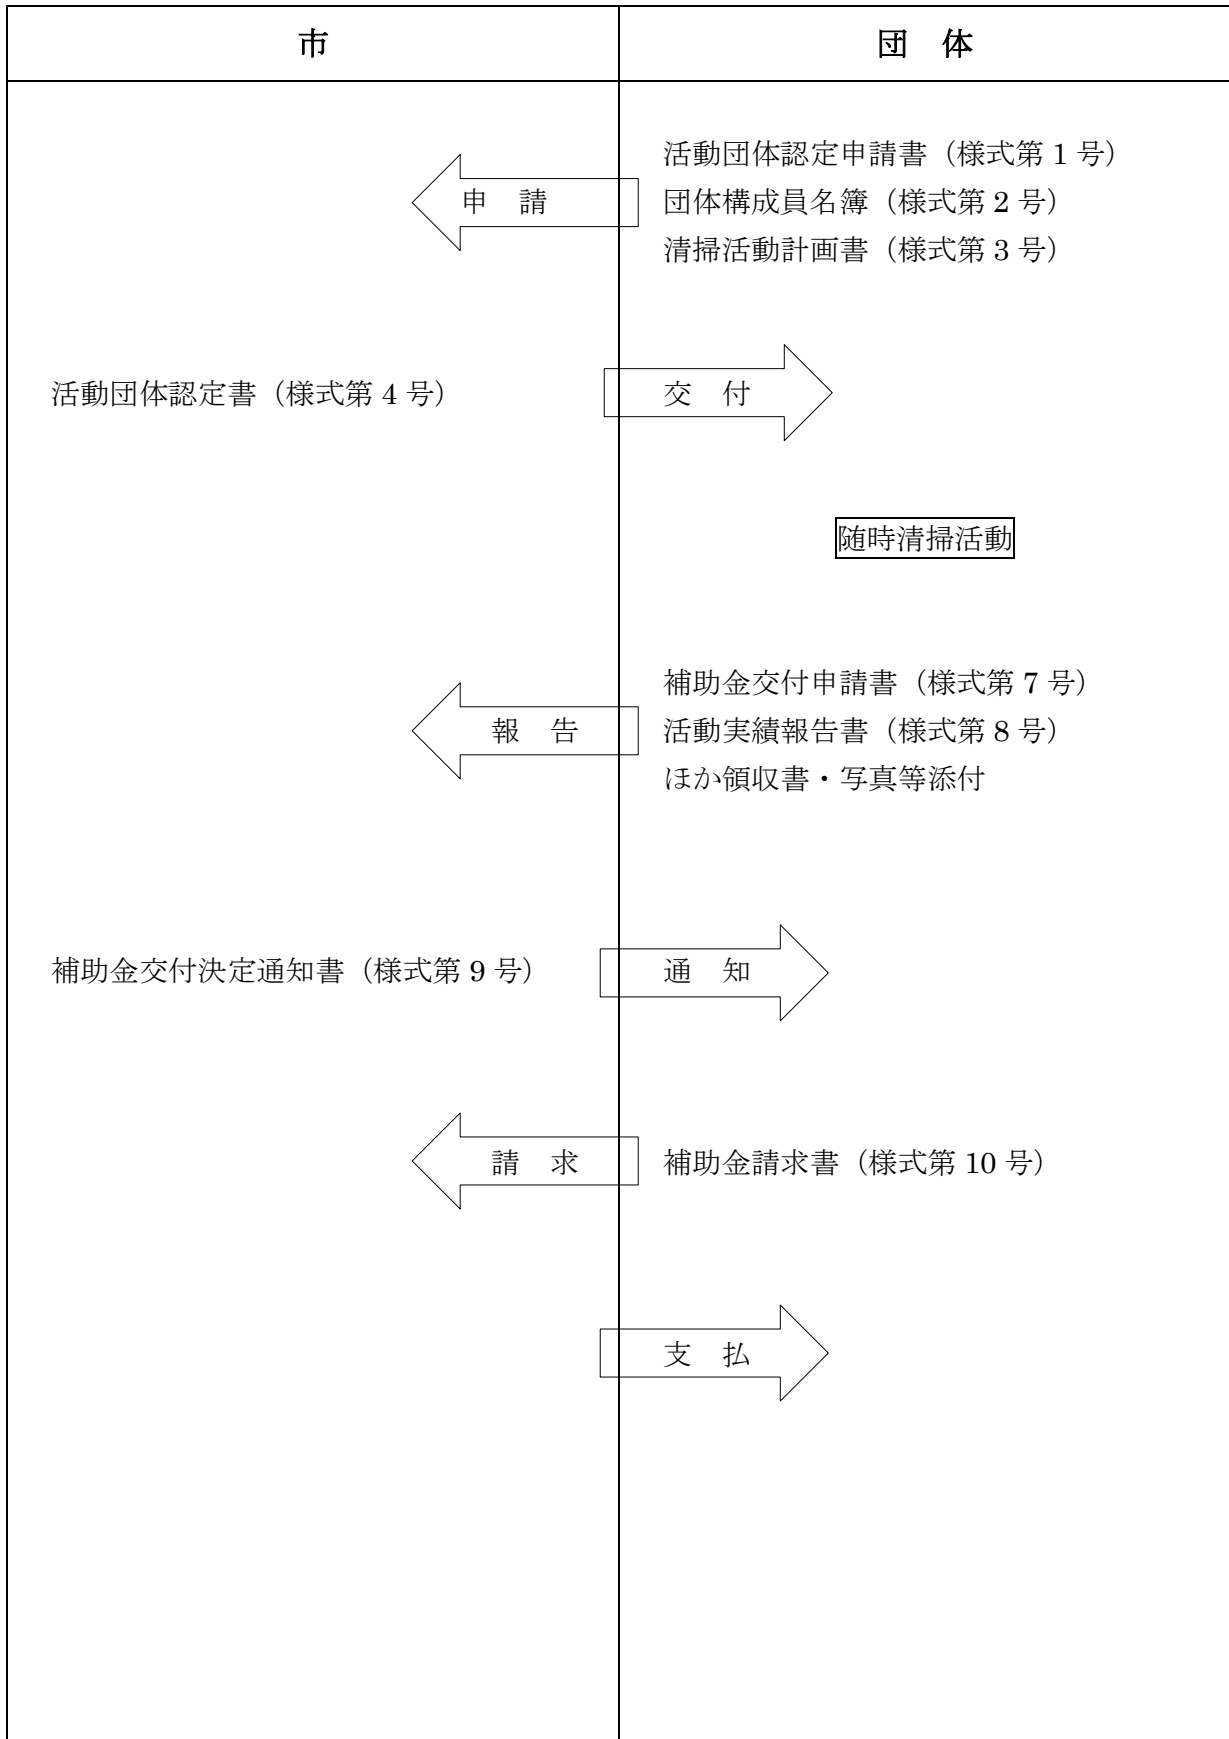 市
団　体
活動団体認定申請書（様式第 1 号）
申　請
団体構成員名簿（様式第 2 号）
清掃活動計画書（様式第 3 号）
活動団体認定書（様式第 4 号）
交　付
随時清掃活動
補助金交付申請書（様式第 7 号）
報　告
活動実績報告書（様式第 8 号）
ほか領収書・写真等添付
補助金交付決定通知書（様式第 9 号）
通　知
請　求
補助金請求書（様式第 10 号）
支　払